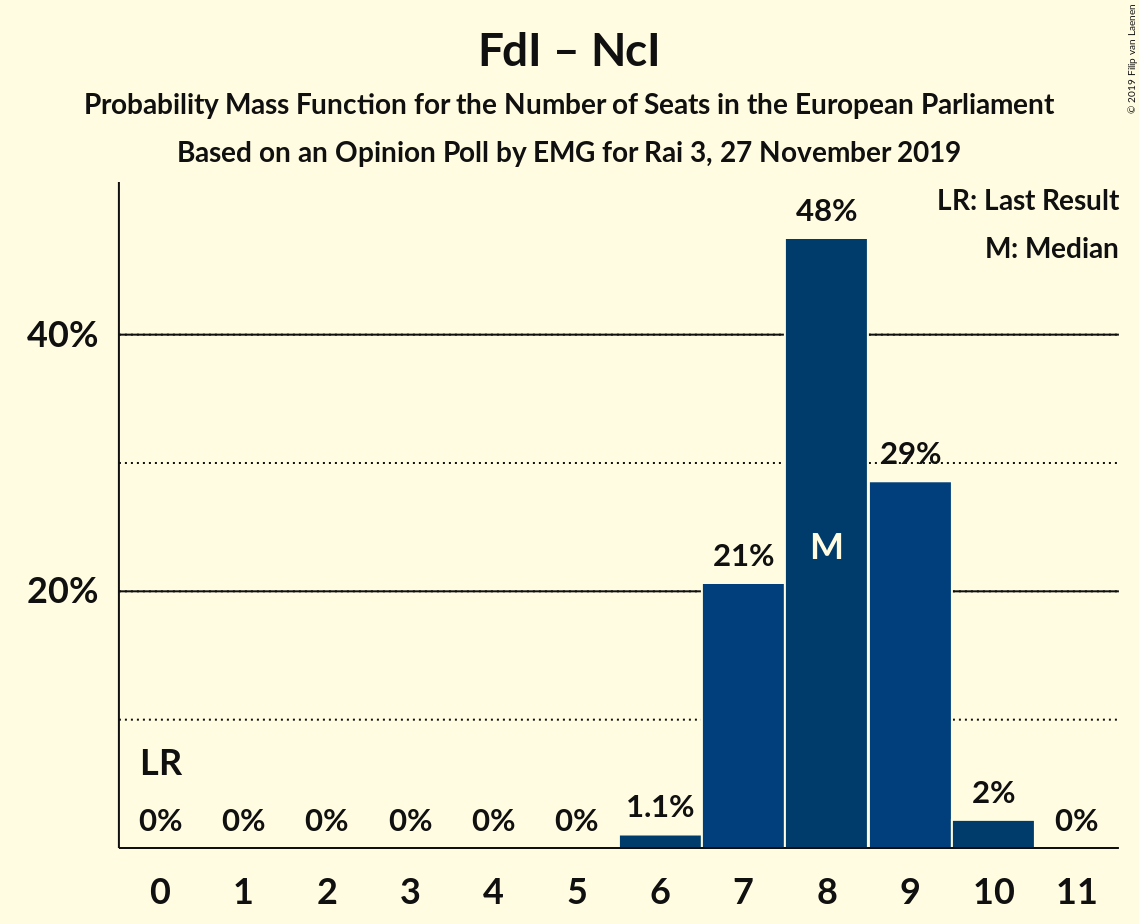 FdI – NcI
Probability Mass Function for the Number of Seats in the European Parliament
Based on an Opinion Poll by EMG for Rai 3, 27 November 2019
© 2019 Filip van Laenen
LR: Last Result
M: Median
48%
40%
29%
M
21%
20%
LR
0% 0% 0% 0% 0% 0% 1.1% 2% 0%
0 1 2 3 4 5 6 7 8 9 10 11